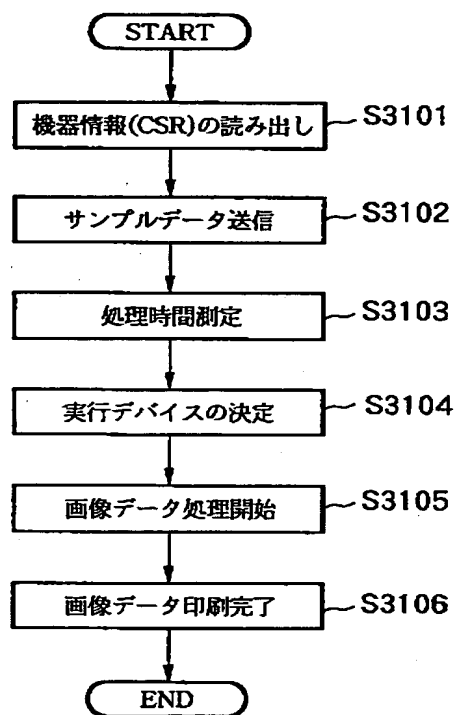 START
機器情報(CSR)の読み出し S3101
サンプルデータ送信 S3102
処理時間測定 S3103
実行デバイスの決定 S3104
画像データ処理開始 S3105
画像データ印刷完了 S3106
END